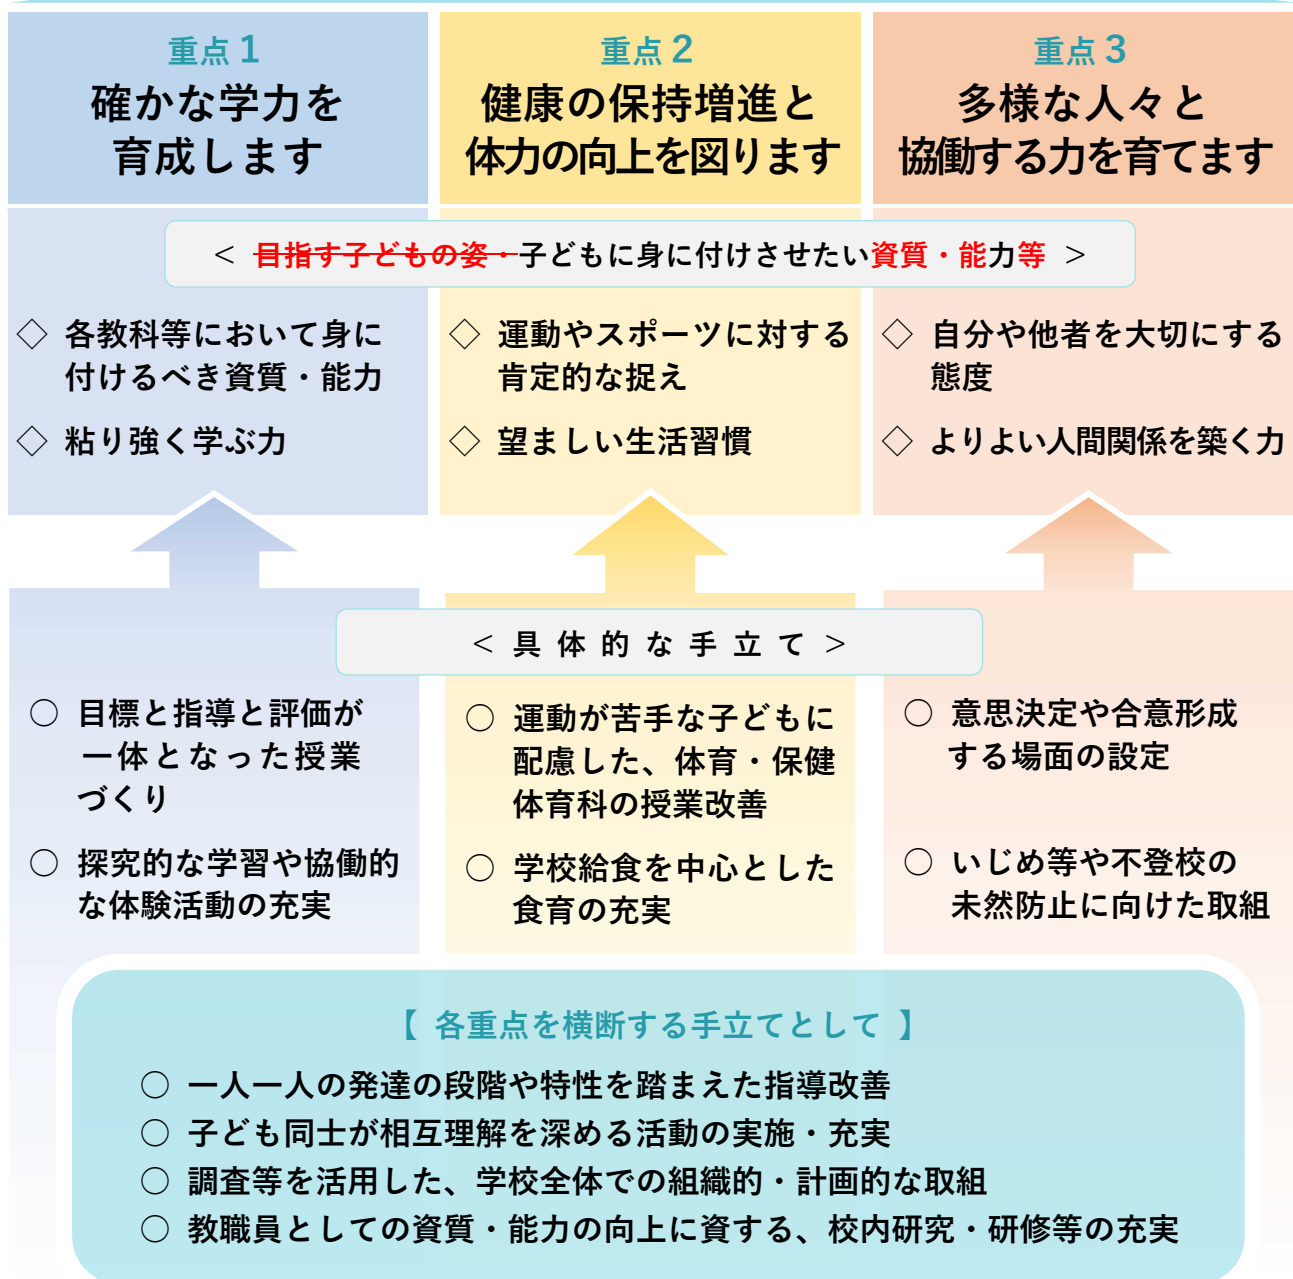 重点1
確かな学力を
育成します
重点2
健康の保持増進と
体力の向上を図ります
重点3
多様な人々と
協働する力を育てます
＜ 目指す子どもの姿・子どもに身に付けさせたい資質・能力等 ＞
◇ 各教科等において身に
付けるべき資質・能力
◇ 粘り強く学ぶ力
◇ 運動やスポーツに対する
肯定的な捉え
◇ 望ましい生活習慣
◇ 自分や他者を大切にする
態度
◇ よりよい人間関係を築く力
＜具体的な手立て＞
○ 目標と指導と評価が
一体となった授業
づくり
○ 探究的な学習や協働的
な体験活動の充実
○ 運動が苦手な子どもに
配慮した、体育・保健
体育科の授業改善
○ 学校給食を中心とした
食育の充実
○ 意思決定や合意形成
する場面の設定
○ いじめ等や不登校の
未然防止に向けた取組
【 各重点を横断する手立てとして 】
○ 一人一人の発達の段階や特性を踏まえた指導改善
○ 子ども同士が相互理解を深める活動の実施・充実
○ 調査等を活用した、学校全体での組織的・計画的な取組
○ 教職員としての資質・能力の向上に資する、校内研究・研修等の充実